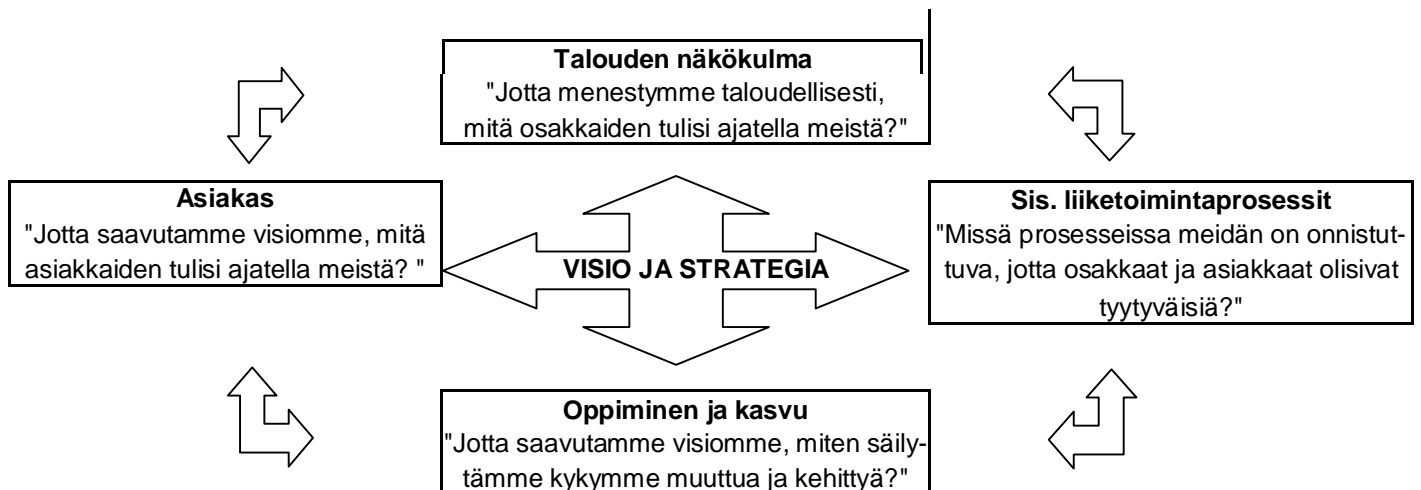 Talouden näkökulma
"Jotta menestymme taloudellisesti,
mitä osakkaiden tulisi ajatella meistä?"
Asiakas
"Jotta saavutamme visiomme, mitä
asiakkaiden tulisi ajatella meistä? "
VISIO JA STRATEGIA
Sis. liiketoimintaprosessit
"Missä prosesseissa meidän on onnistut-
tuva, jotta osakkaat ja asiakkaat olisivat
tyytyväisiä?"
Oppiminen ja kasvu
"Jotta saavutamme visiomme, miten säily-
tämme kykymme muuttua ja kehittyä?"